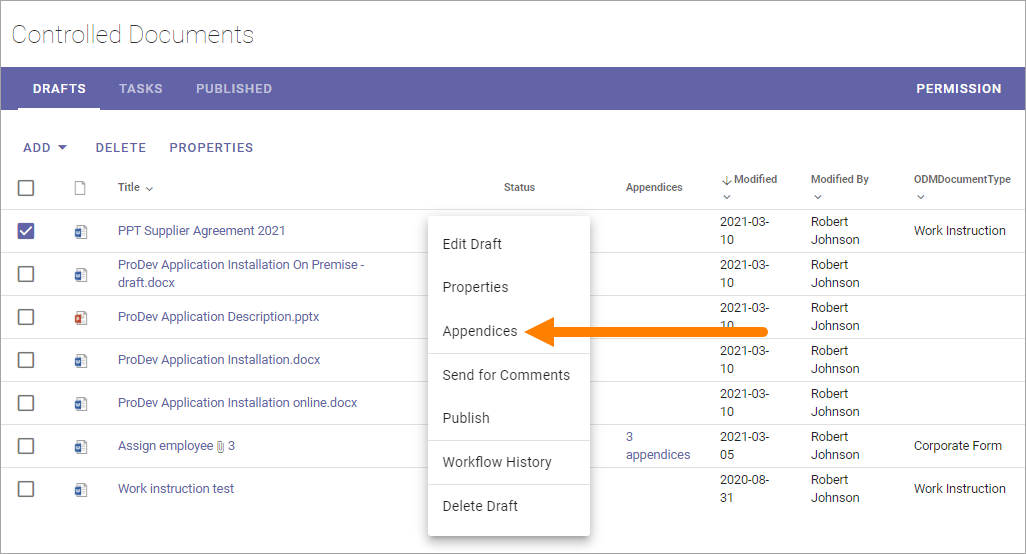 Controlled Documents
DRAFTS TASKS PUBLISHED PERMISSION
ADD DELETE PROPERTIES
Title Status Appendices Modified Modified By ODMDocumentType
PPT Supplier Agreement 2021 2021-03-10 Robert Johnson Work Instruction
ProDev Application Installation On Premise -
draft.docx 2021-03-10 Robert Johnson
ProDev Application Description.pptx 2021-03-10 Robert Johnson
ProDev Application Installation.docx 2021-03-10 Robert Johnson
ProDev Application Installation online.docx 2021-03-10 Robert Johnson
Assign employee 3 3 appendices 2021-03-05 Robert Johnson Corporate Form
Work instruction test 2020-08-31 Robert Johnson Work Instruction
Edit Draft
Properties
Appendices
Send for Comments
Publish
Workflow History
Delete Draft